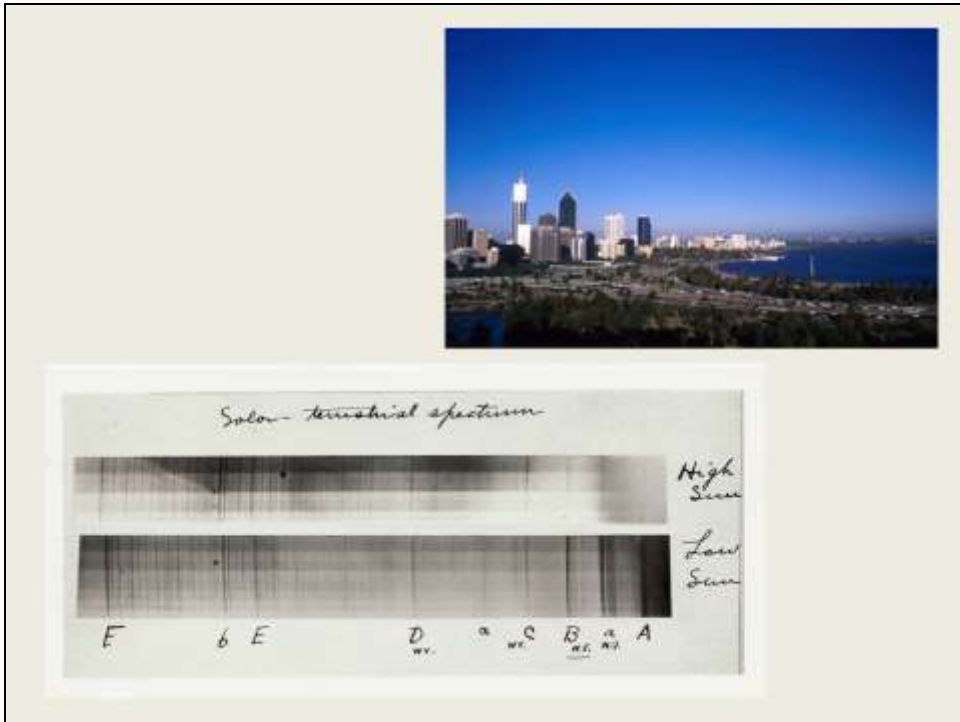 Solar- terrestrial spectrum
High
Sun
Low
Sun
F b E D a C B a A